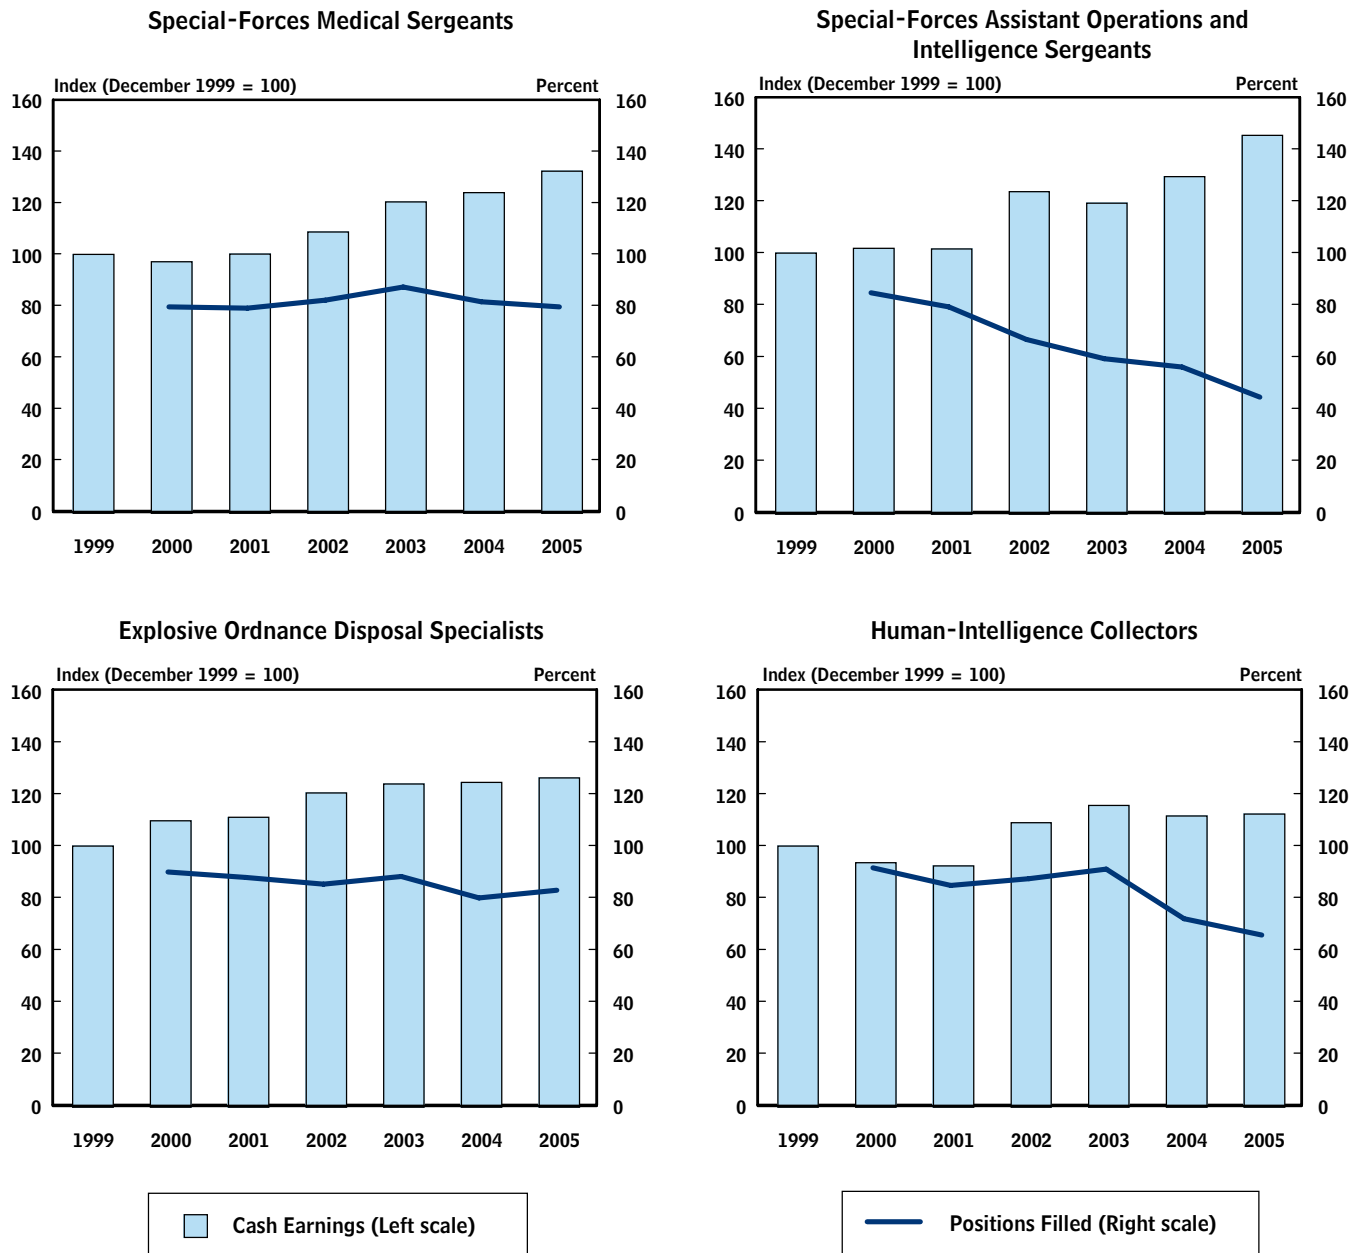 Special-Forces Medical Sergeants
Index (December 1999 = 100) Percent
160 160
140 140
120 120
100 100
80 80
60 60
40 40
20 20
0 0
1999 2000 2001 2002 2003 2004 2005
Special-Forces Assistant Operations and
Intelligence Sergeants
Index (December 1999 = 100) Percent
160 160
140 140
120 120
100 100
80 80
60 60
40 40
20 20
0 0
1999 2000 2001 2002 2003 2004 2005
Explosive Ordnance Disposal Specialists
Index (December 1999 = 100) Percent
160 160
140 140
120 120
100 100
80 80
60 60
40 40
20 20
0 0
1999 2000 2001 2002 2003 2004 2005
Human-Intelligence Collectors
Index (December 1999 = 100) Percent
160 160
140 140
120 120
100 100
80 80
60 60
40 40
20 20
0 0
1999 2000 2001 2002 2003 2004 2005
Cash Earnings (Left scale)
Positions Filled (Right scale)